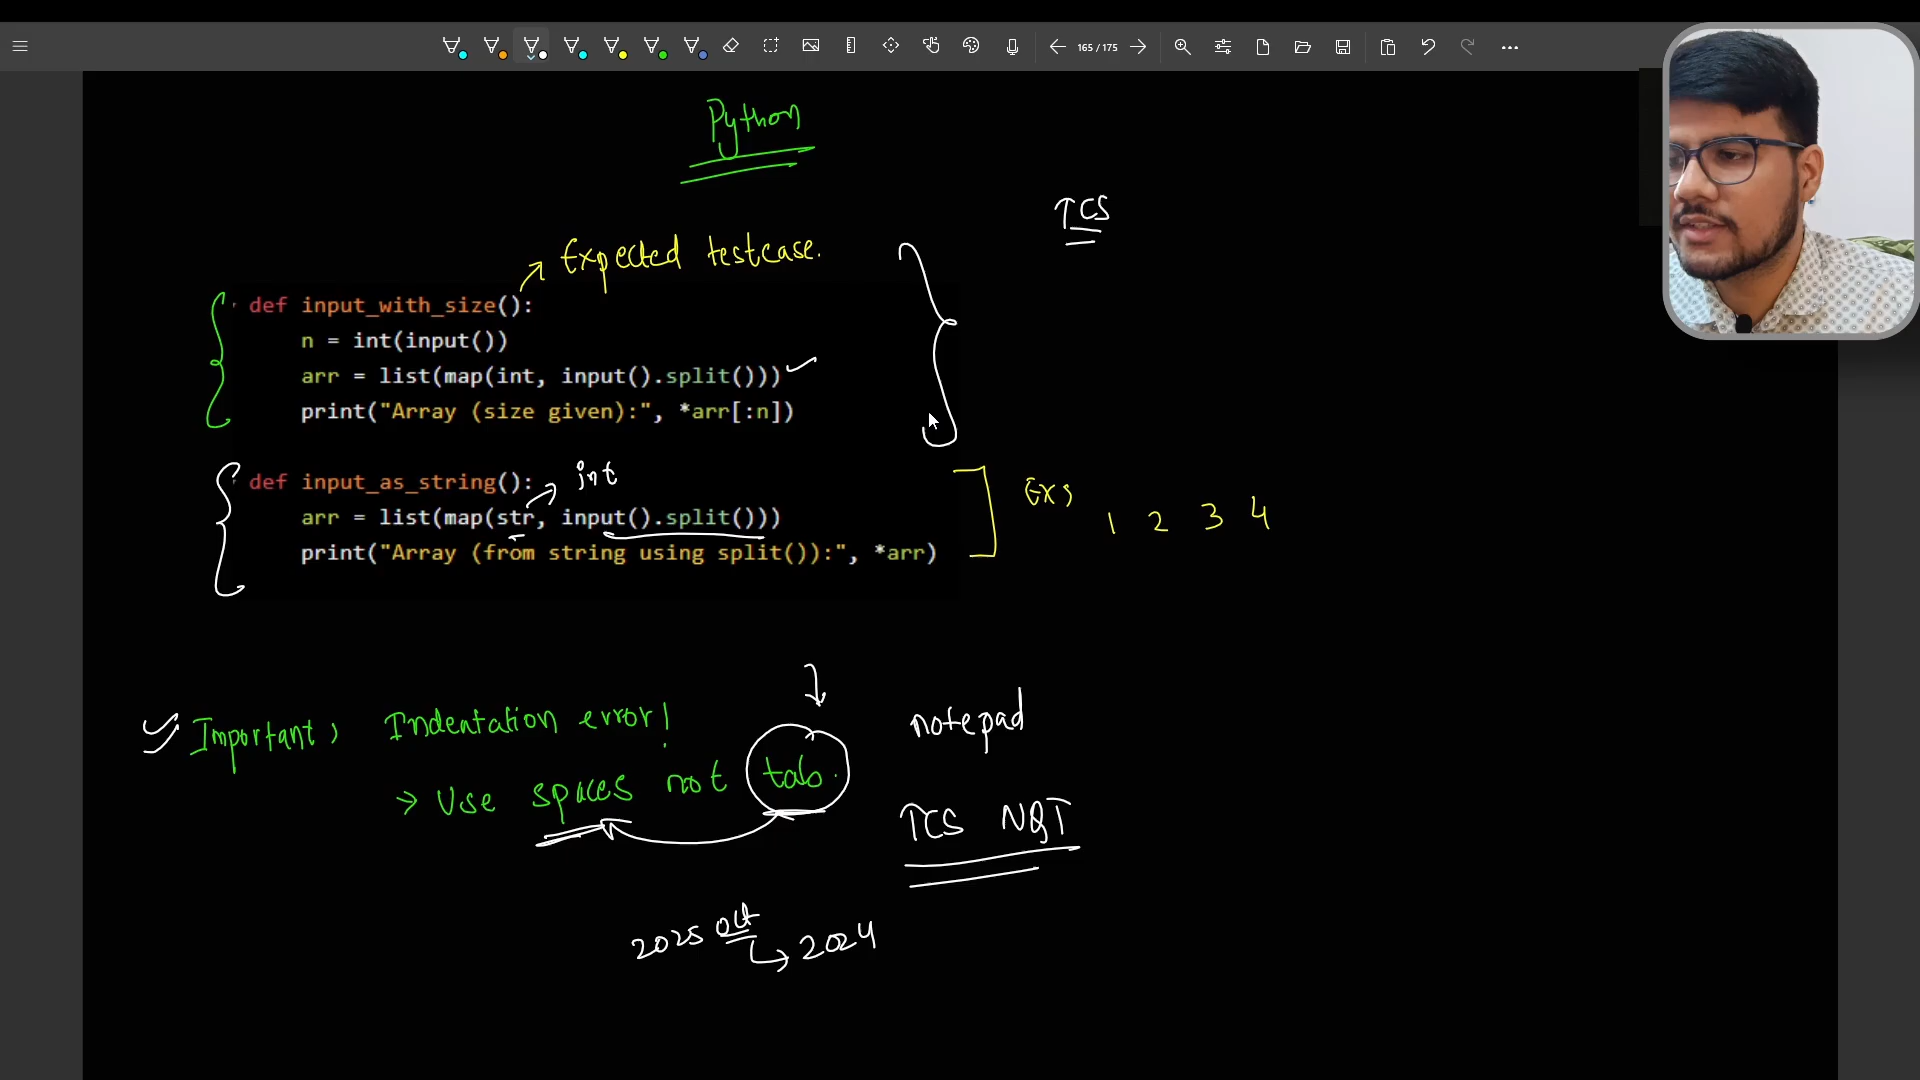 165 / 175
Python
TCS
Expected testcase.
def input_with_size():
n = int(input())
arr = list(map(int, input().split()))
print("Array (size given):", *arr[:n])
def input_as_string():
int
arr = list(map(str, input().split()))
print("Array (from string using split()):", *arr)
Ex>
1 2 3 4
Important> Indentation error!
→ Use spaces not tab.
notepad
TCS NQT
2025 oct
2024